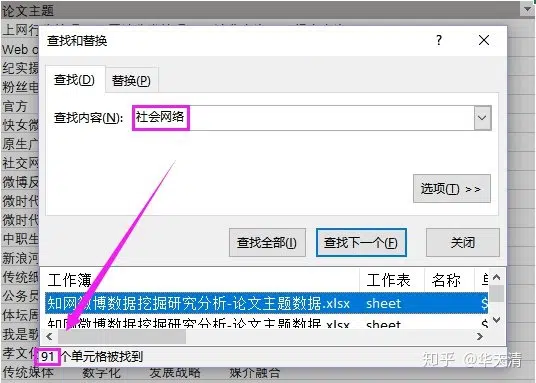 论文主题
上网行
Web o
纪实摄
粉丝电
官方
快女微
原生广
社交网
微博反
微时代
微时代
中职生
新浪河
传统纸
公务员
体坛周
我是歌
孝文化
传统媒体 数字化 发展战略 媒介融合
查找和替换
? ×
查找(D) 替换(P)
查找内容(N): 社会网络
选项(T) >>
查找全部(I) 查找下一个(F) 关闭
工作簿 工作表 名称 单
知网微博数据挖掘研究分析-论文主题数据.xlsx sheet $
知网微博数据挖掘研究分析-论文主题数据.xlsx sheet $
91个单元格被找到
知乎 @华天清